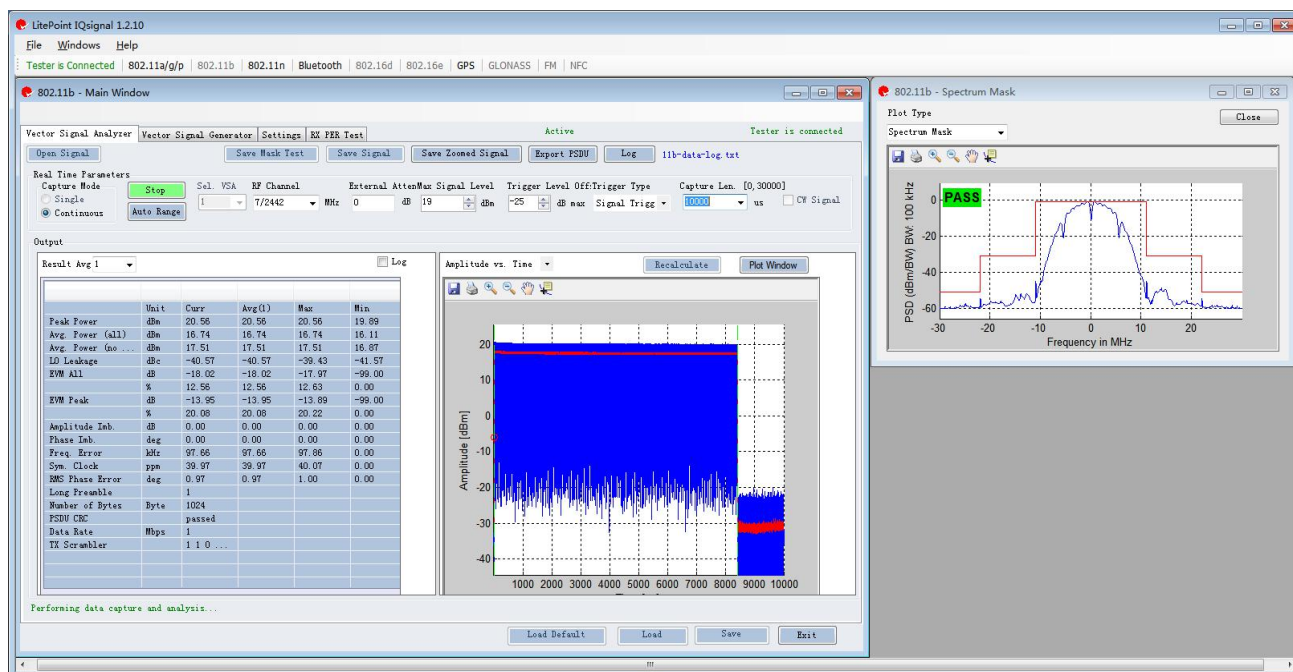 LitePoint IQsignal 1.2.10
File Windows Help
Tester is Connected 802.11a/g/p 802.11b 802.11n Bluetooth 802.16d 802.16e GPS GLONASS FM NFC
802.11b - Main Window
Vector Signal Analyzer Vector Signal Generator Settings RX PER Test Active Tester is connected
Open Signal Save Mask Test Save Signal Save Zoomed Signal Export PSDU Log 11b-data-log.txt
Real Time Parameters
Capture Mode Stop Sel. VSA RF Channel External AttenMax Signal Level Trigger Level Off:Trigger Type Capture Len. [0, 30000]
Single 1 7/2442 MHz 0 dB 19 dBm -25 dB max Signal Trigg 10000 us CW Signal
Continuous Auto Range
Output
Result Avg 1 Log Amplitude vs. Time Recalculate Plot Window
Unit Curr Avg(1) Max Min
Peak Power dBm 20.56 20.56 20.56 19.89
Avg. Power (all) dBm 16.74 16.74 16.74 16.11
Avg. Power (no ... dBm 17.51 17.51 17.51 16.87
LO Leakage dBc -40.57 -40.57 -39.43 -41.57
EVM All dB -18.02 -18.02 -17.97 -99.00
% 12.56 12.56 12.63 0.00
EVM Peak dB -13.95 -13.95 -13.89 -99.00
% 20.08 20.08 20.22 0.00
Amplitude Imb. dB 0.00 0.00 0.00 0.00
Phase Imb. deg 0.00 0.00 0.00 0.00
Freq. Error kHz 97.66 97.66 97.86 0.00
Sym. Clock ppm 39.97 39.97 40.07 0.00
RMS Phase Error deg 0.97 0.97 1.00 0.00
Long Preamble 1
Number of Bytes Byte 1024
PSDU CRC passed
Data Rate Mbps 1
TX Scrambler 1 1 0 ...
Amplitude [dBm]
20
10
0
-10
-20
-30
-40
1000 2000 3000 4000 5000 6000 7000 8000 9000 10000
Performing data capture and analysis...
Load Default Load Save Exit
802.11b - Spectrum Mask
Plot Type Close
Spectrum Mask
PSD (dBm/BW) BW: 100 kHz
PASS
0
-20
-40
-60
-30 -20 -10 0 10 20
Frequency in MHz